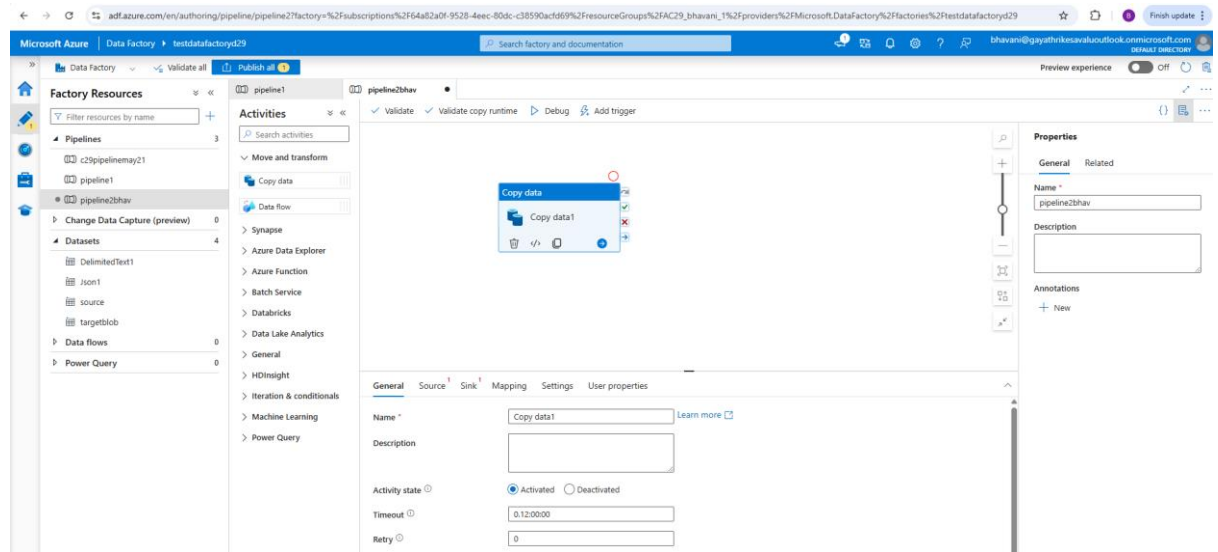 adf.azure.com/en/authoring/pipeline/pipeline2?factory=%2Fsubscriptions%2F64a82a0f-9528-4eec-80dc-c38590acfd69%2FresourceGroups%2FAC29_bhavani_1%2Fproviders%2FMicrosoft.DataFactory%2Ffactories%2Ftestdatafactoryd29
B
Finish update
Microsoft Azure
Data Factory
testdatafactoryd29
Search factory and documentation
1
bhavani@gayathrikesavaluoutlook.onmicrosoft.com
DEFAULT DIRECTORY
Data Factory
Validate all
Publish all 1
Preview experience
Off
Factory Resources
Filter resources by name
Pipelines 3
c29pipelinemay21
pipeline1
pipeline2bhav
Change Data Capture (preview) 0
Datasets 4
DelimitedText1
Json1
source
targetblob
Data flows 0
Power Query 0
pipeline1
pipeline2bhav
Activities
Search activities
Move and transform
Copy data
Data flow
Synapse
Azure Data Explorer
Azure Function
Batch Service
Databricks
Data Lake Analytics
General
HDInsight
Iteration & conditionals
Machine Learning
Power Query
Validate
Validate copy runtime
Debug
Add trigger
Copy data
Copy data1
General
Source 1
Sink 1
Mapping
Settings
User properties
Name *
Copy data1
Learn more
Description
Activity state
Activated
Deactivated
Timeout
0.12:00:00
Retry
0
Properties
General
Related
Name *
pipeline2bhav
Description
Annotations
New